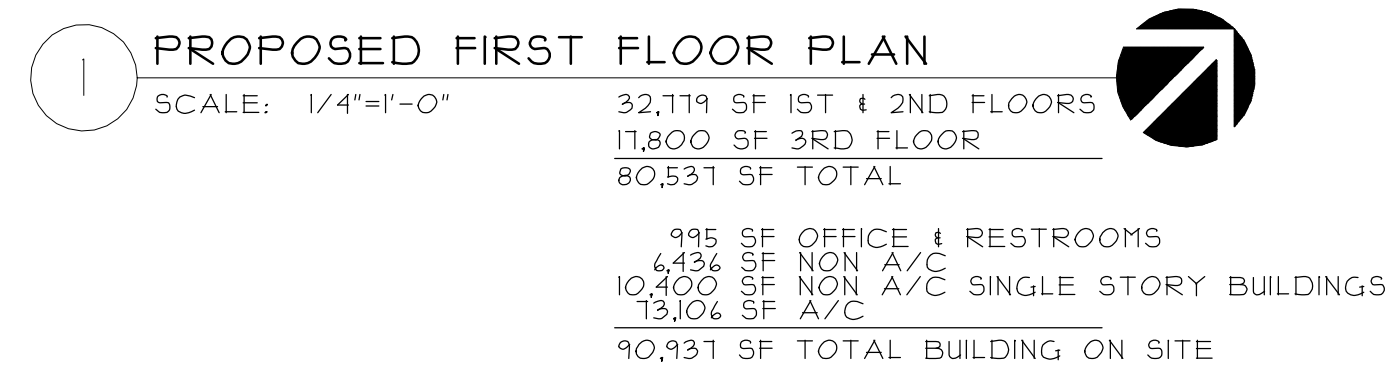 1
PROPOSED FIRST FLOOR PLAN
SCALE: 1/4"=1'-0"
32,779 SF 1ST & 2ND FLOORS
17,800 SF 3RD FLOOR
80,537 SF TOTAL
995 SF OFFICE & RESTROOMS
6,436 SF NON A/C
10,400 SF NON A/C SINGLE STORY BUILDINGS
73,106 SF A/C
90,937 SF TOTAL BUILDING ON SITE